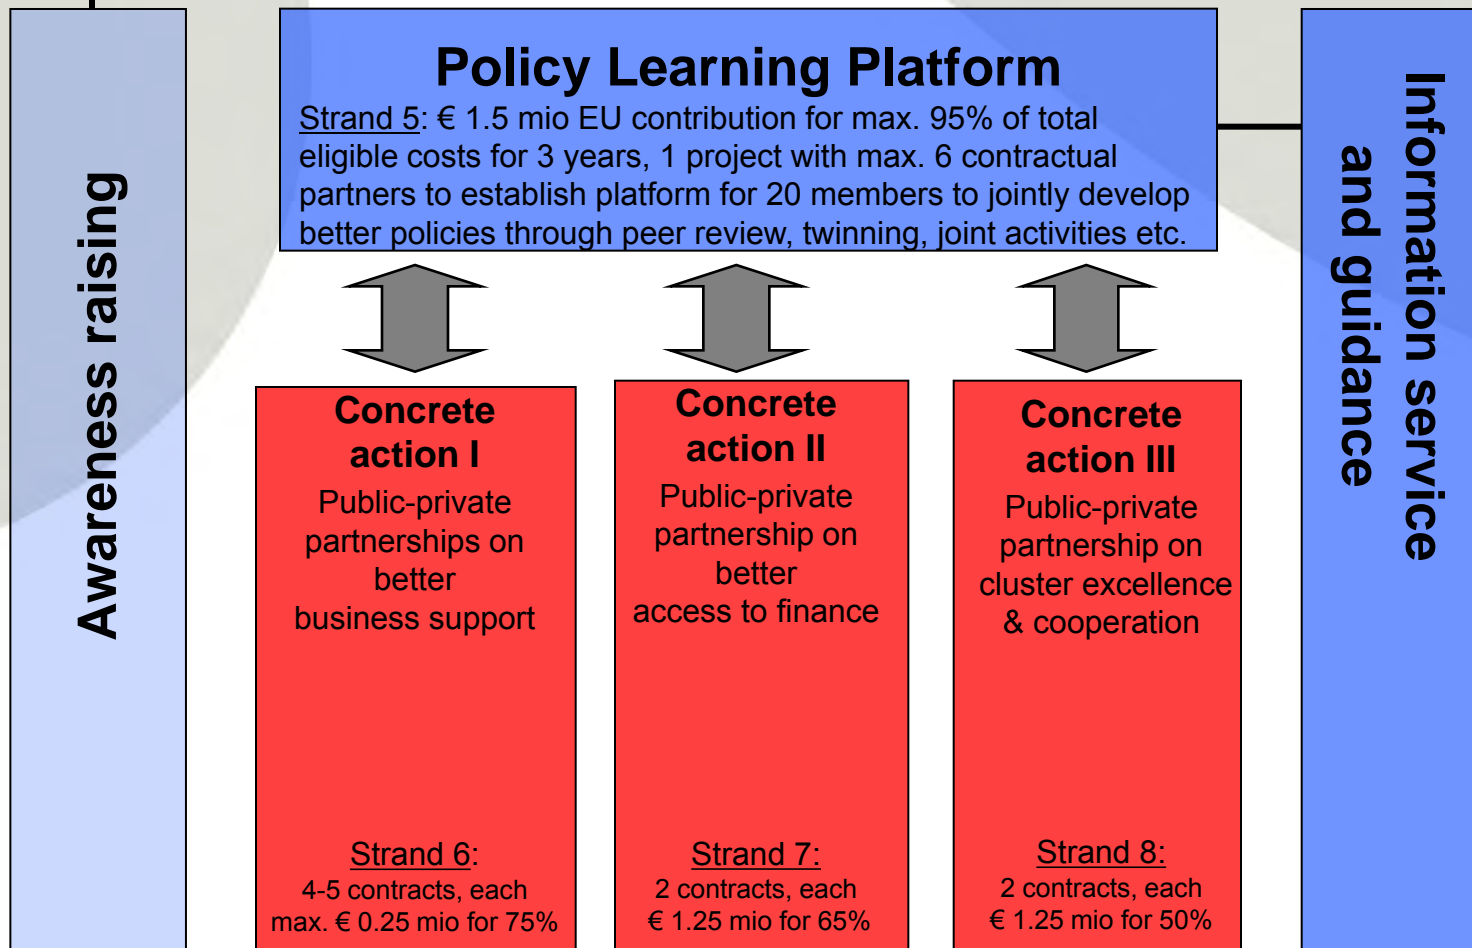 Awareness raising
Policy Learning Platform
Strand 5: € 1.5 mio EU contribution for max. 95% of total
eligible costs for 3 years, 1 project with max. 6 contractual
partners to establish platform for 20 members to jointly develop
better policies through peer review, twinning, joint activities etc.
Information service
and guidance
Concrete
action I
Public-private
partnerships on
better
business support
Strand 6:
4-5 contracts, each
max. € 0.25 mio for 75%
Concrete
action II
Public-private
partnership on
better
access to finance
Strand 7:
2 contracts, each
€ 1.25 mio for 65%
Concrete
action III
Public-private
partnership on
cluster excellence
& cooperation
Strand 8:
2 contracts, each
€ 1.25 mio for 50%